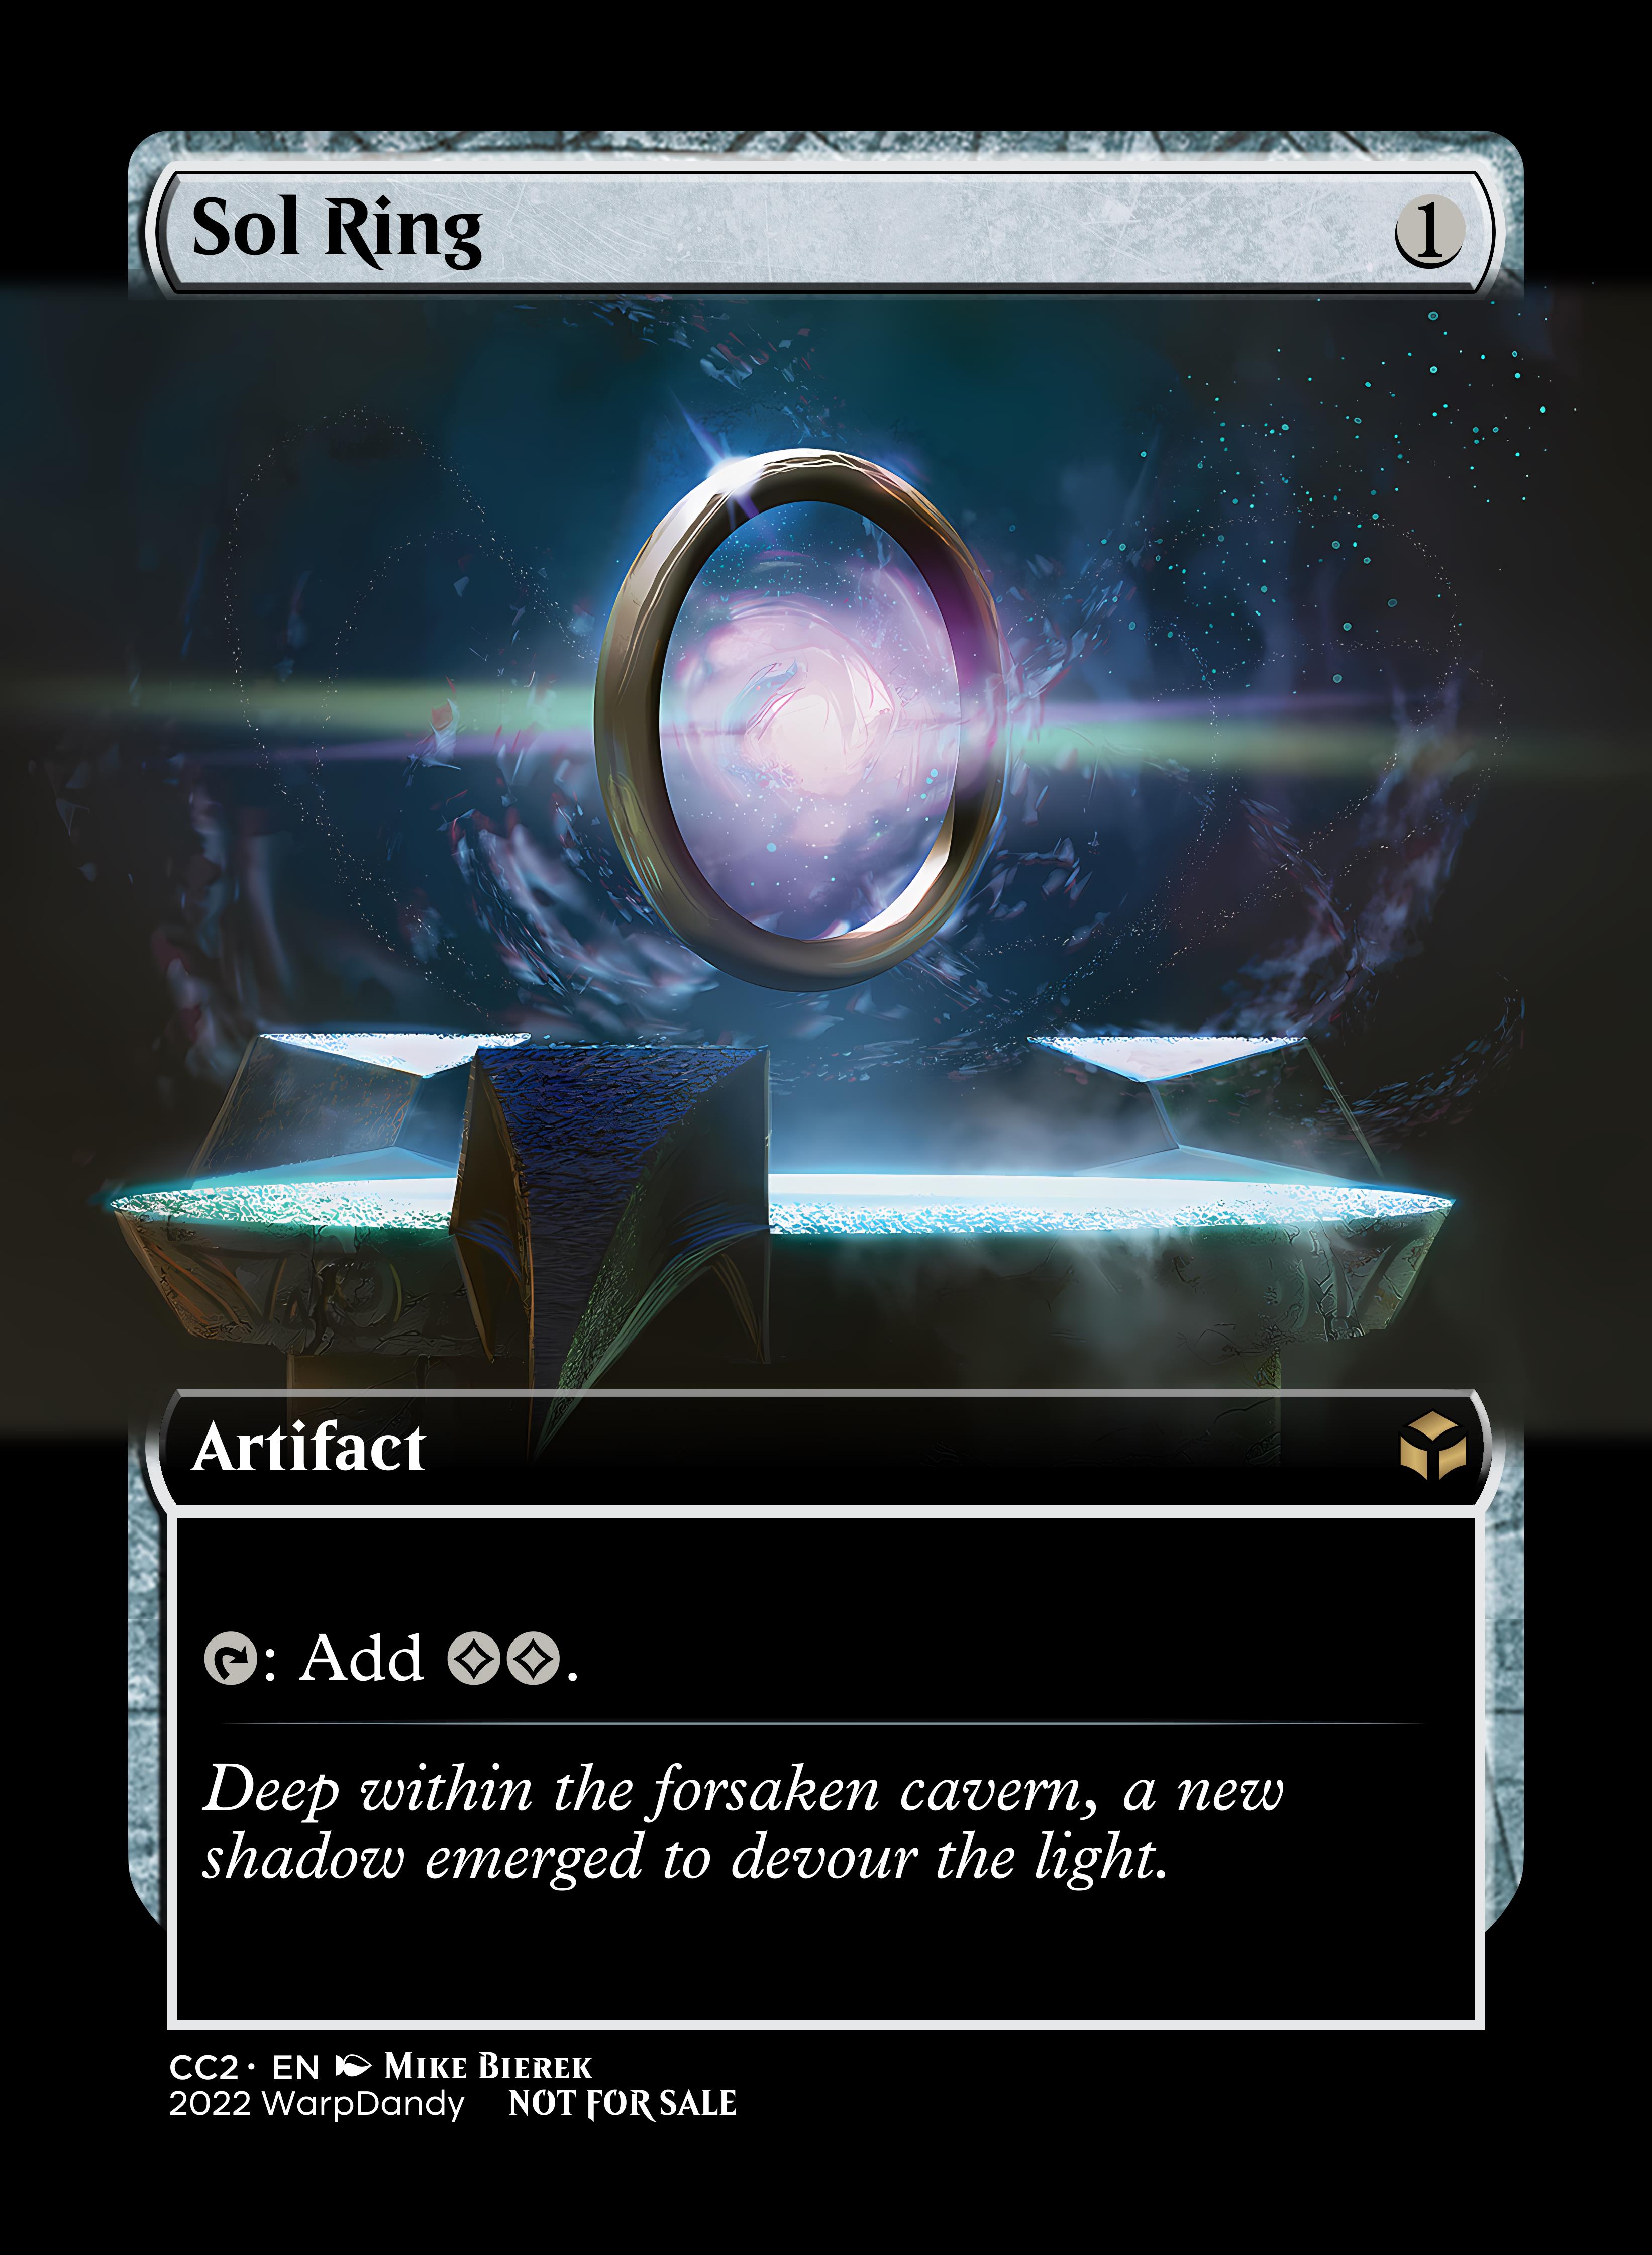 Sol Ring 1
Artifact
: Add .
Deep within the forsaken cavern, a new
shadow emerged to devour the light.
CC2 · EN Mike Bierek
2022 WarpDandy NOT FOR SALE